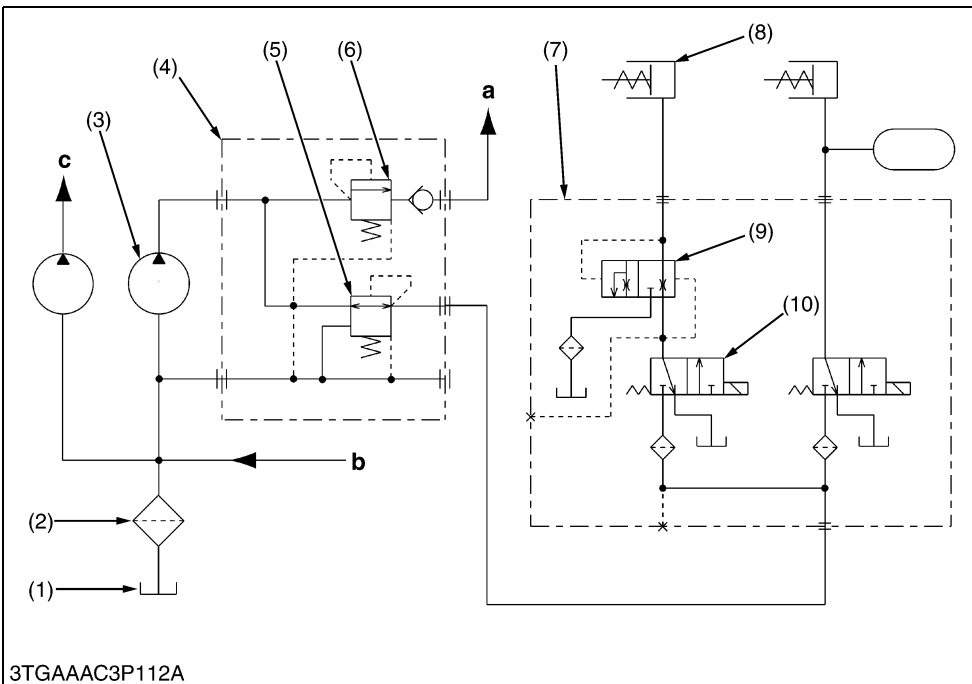 (8)
(5)
(6)
(7)
(4)
a
(3)
c
(9)
(10)
b
(2)
(1)
3TGAAAC3P112A